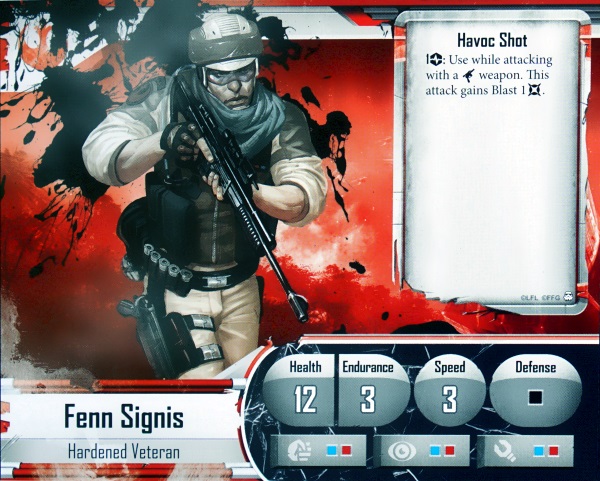 Havoc Shot
1: Use while attacking
with a weapon. This
attack gains Blast 1.
©LFL ©FFG
Health
Endurance
Speed
Defense
12
3
3
Fenn Signis
Hardened Veteran